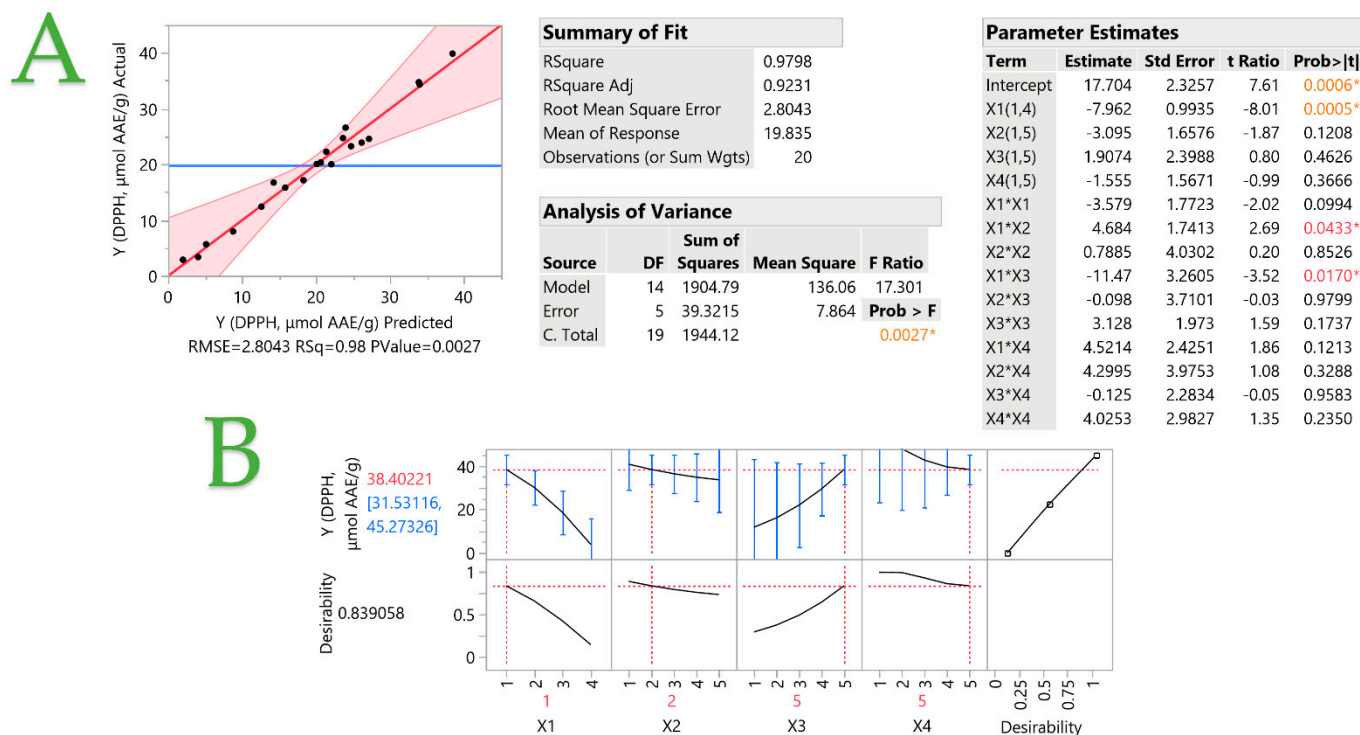 A
Y (DPPH, μmol AAE/g) Actual
40
30
20
10
0
0 10 20 30 40
Y (DPPH, μmol AAE/g) Predicted
RMSE=2.8043 RSq=0.98 PValue=0.0027
Summary of Fit
RSquare 0.9798
RSquare Adj 0.9231
Root Mean Square Error 2.8043
Mean of Response 19.835
Observations (or Sum Wgts) 20
Analysis of Variance
Sum of
Source DF Squares Mean Square F Ratio
Model 14 1904.79 136.06 17.301
Error 5 39.3215 7.864 Prob > F
C. Total 19 1944.12 0.0027*
Parameter Estimates
Term Estimate Std Error t Ratio Prob>|t|
Intercept 17.704 2.3257 7.61 0.0006*
X1(1,4) -7.962 0.9935 -8.01 0.0005*
X2(1,5) -3.095 1.6576 -1.87 0.1208
X3(1,5) 1.9074 2.3988 0.80 0.4626
X4(1,5) -1.555 1.5671 -0.99 0.3666
X1*X1 -3.579 1.7723 -2.02 0.0994
X1*X2 4.684 1.7413 2.69 0.0433*
X2*X2 0.7885 4.0302 0.20 0.8526
X1*X3 -11.47 3.2605 -3.52 0.0170*
X2*X3 -0.098 3.7101 -0.03 0.9799
X3*X3 3.128 1.973 1.59 0.1737
X1*X4 4.5214 2.4251 1.86 0.1213
X2*X4 4.2995 3.9753 1.08 0.3288
X3*X4 -0.125 2.2834 -0.05 0.9583
X4*X4 4.0253 2.9827 1.35 0.2350
B
Y (DPPH,
μmol AAE/g)
38.40221
[31.53116,
45.27326]
40
20
0
Desirability
0.839058
1
0.5
0
1 2 3 4 1 2 3 4 5 1 2 3 4 5 1 2 3 4 5 0 0.25 0.5 0.75 1
1 2 5 5
X1 X2 X3 X4 Desirability